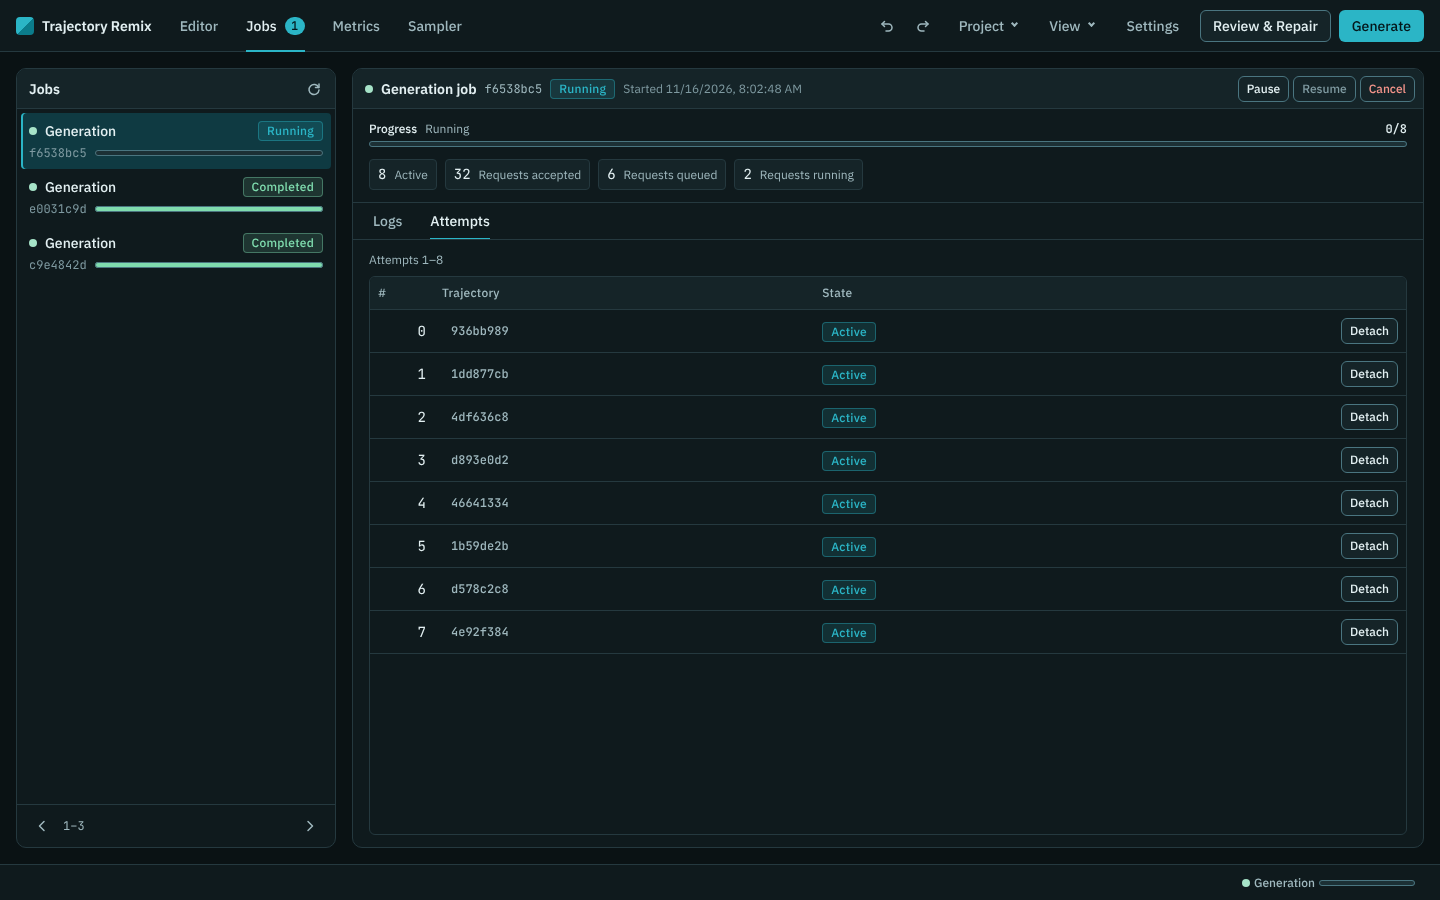 Trajectory Remix
Editor
Jobs 1
Metrics
Sampler
Project
View
Settings
Review & Repair
Generate
Jobs
Generation Running
f6538bc5
Generation Completed
e0031c9d
Generation Completed
c9e4842d
1–3
Generation job f6538bc5 Running Started 11/16/2026, 8:02:48 AM
Pause
Resume
Cancel
Progress Running 0/8
8 Active
32 Requests accepted
6 Requests queued
2 Requests running
Logs
Attempts
Attempts 1–8
# Trajectory State
0 936bb989 Active Detach
1 1dd877cb Active Detach
2 4df636c8 Active Detach
3 d893e0d2 Active Detach
4 46641334 Active Detach
5 1b59de2b Active Detach
6 d578c2c8 Active Detach
7 4e92f384 Active Detach
Generation